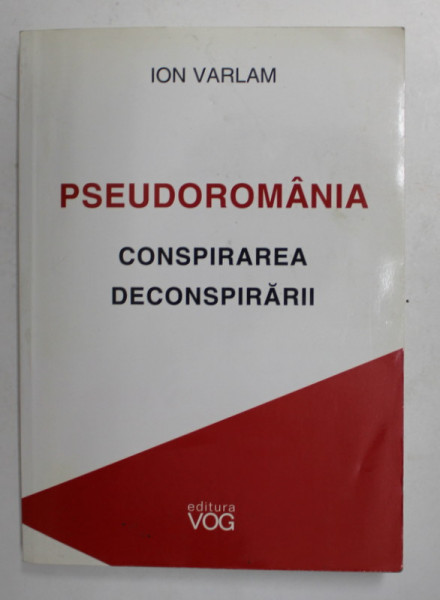 ION VARLAM
PSEUDOROMÂNIA
CONSPIRAREA
DECONSPIRĂRII
editura
VOG